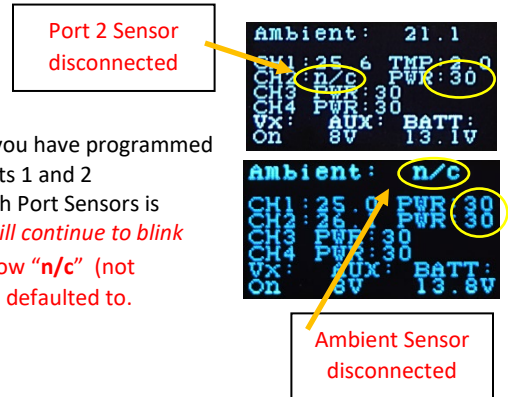 Port 2 Sensor
disconnected
Ambient: 21.1
CH1:25.6 TMP:2.0
CH2:n/c PWR:30
CH3 PWR:30
CH4 PWR:30
Vx: AUX: BATT:
On 8V 13.1V
you have programmed
ts 1 and 2
h Port Sensors is
ill continue to blink
ow “n/c” (not
defaulted to.
Ambient: n/c
CH1:25.0 PWR:30
CH2:26. PWR:30
CH3 PWR:30
CH4 PWR:30
Vx: AUX: BATT:
On 8V 13.8V
Ambient Sensor
disconnected